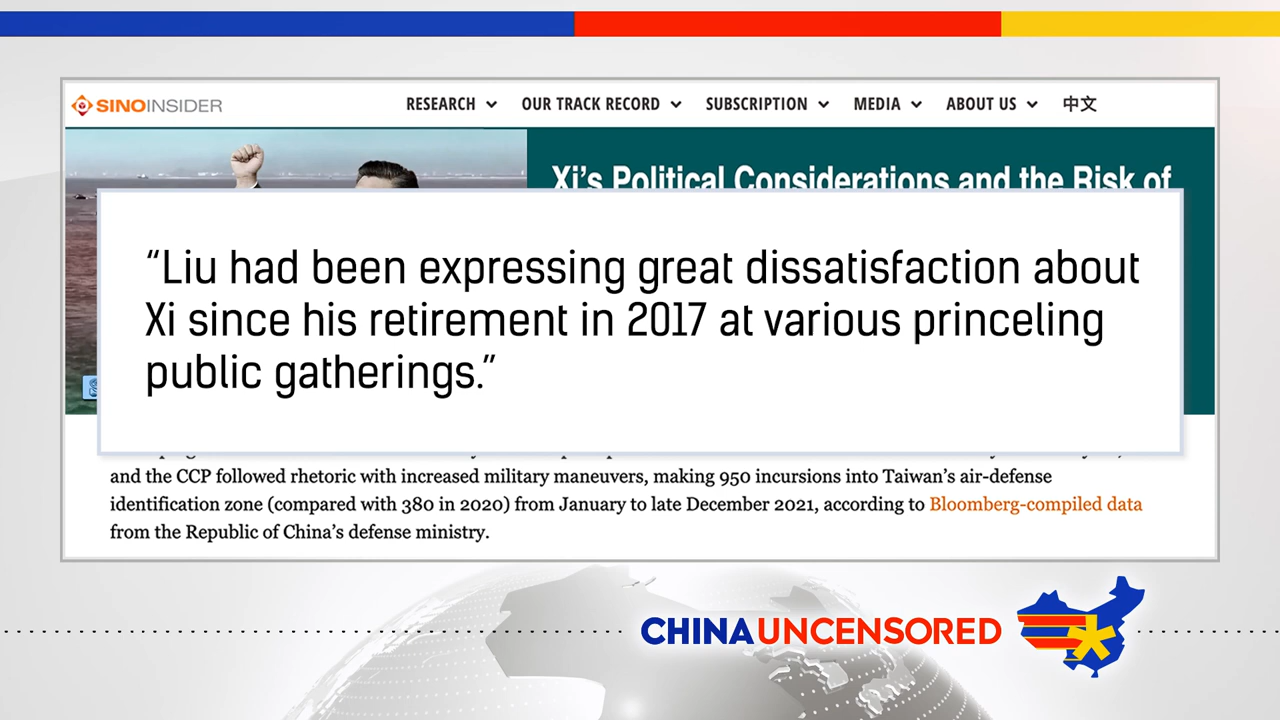 SINOINSIDER
RESEARCH OUR TRACK RECORD SUBSCRIPTION MEDIA ABOUT US 中文
Xi's Political Considerations and the Risk of
“Liu had been expressing great dissatisfaction about
Xi since his retirement in 2017 at various princeling
public gatherings.”
and the CCP followed rhetoric with increased military maneuvers, making 950 incursions into Taiwan's air-defense
identification zone (compared with 380 in 2020) from January to late December 2021, according to Bloomberg-compiled data
from the Republic of China's defense ministry.
CHINAUNCENSORED